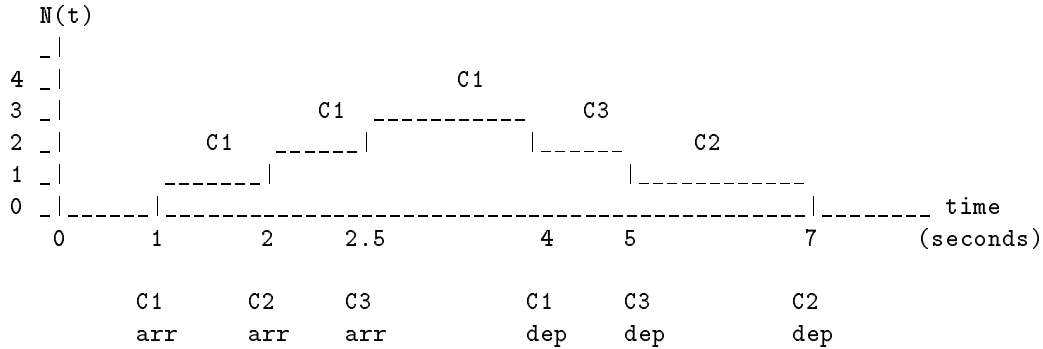 N(t)
4 C1
3 C1 C3
2 C1 C2
1
0 time
0 1 2 2.5 4 5 7 (seconds)
C1 C2 C3 C1 C3 C2
arr arr arr dep dep dep